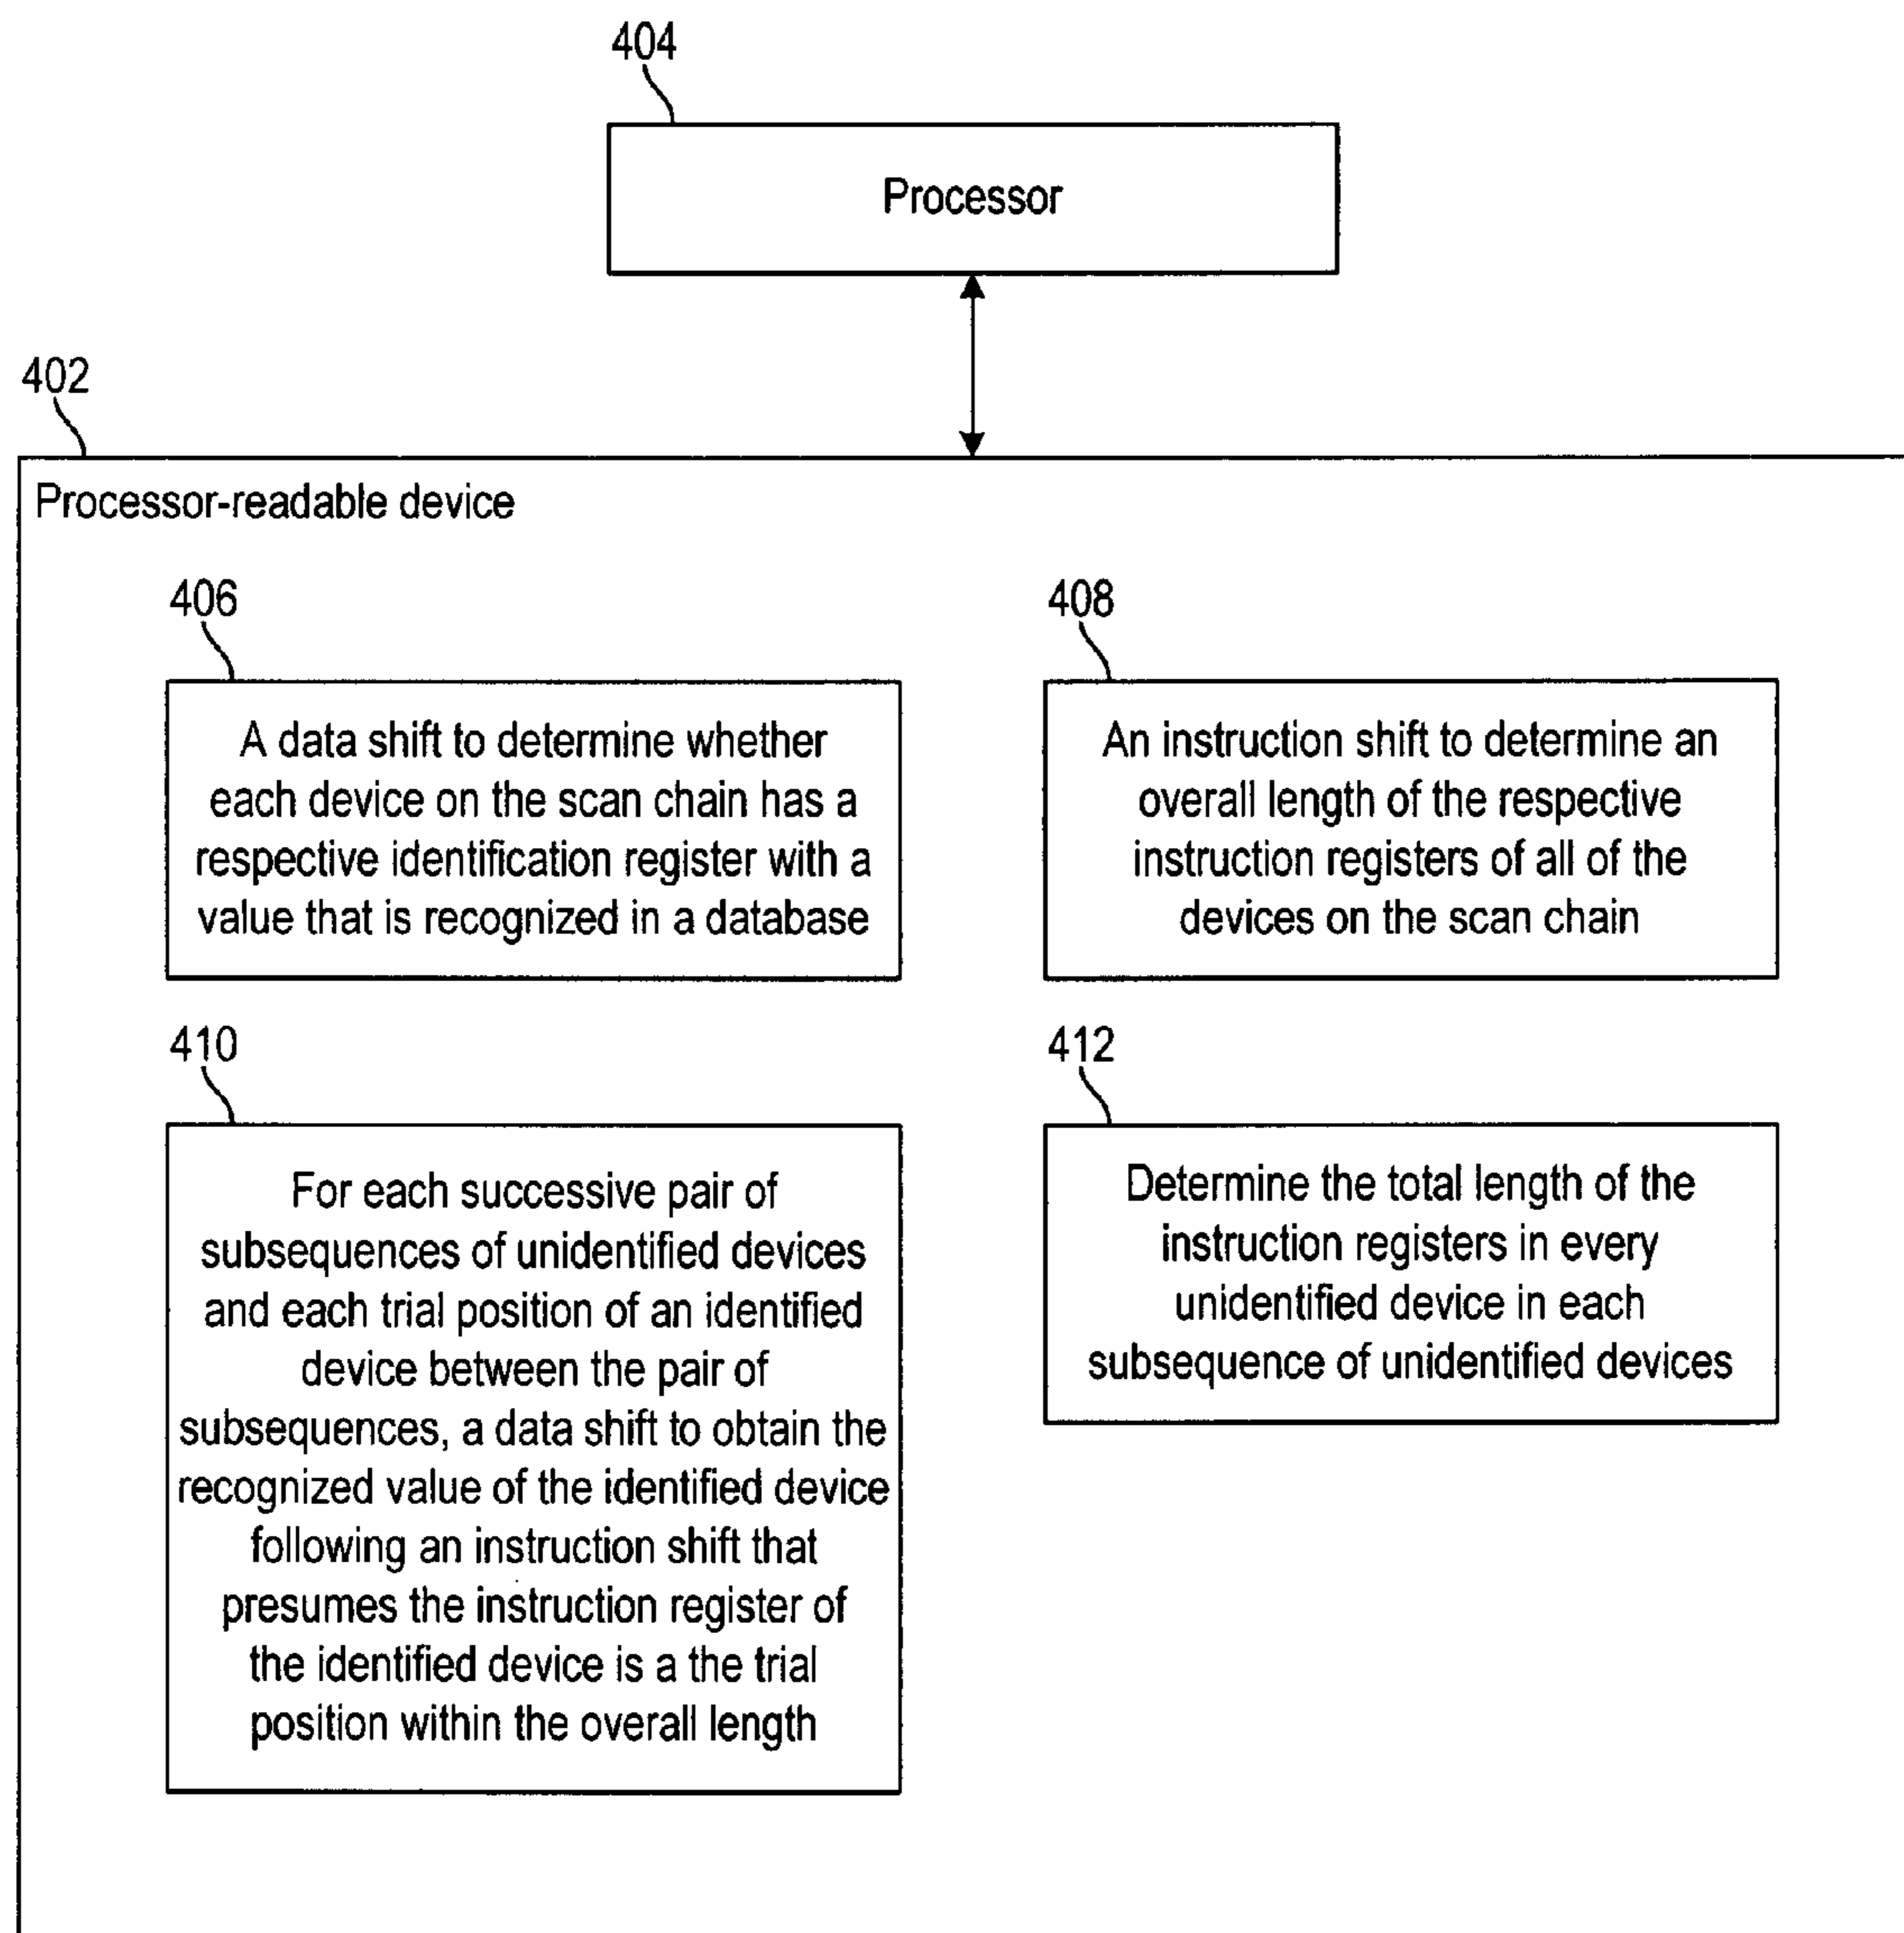 404
Processor
402
Processor-readable device
406
A data shift to determine whether
each device on the scan chain has a
respective identification register with a
value that is recognized in a database
408
An instruction shift to determine an
overall length of the respective
instruction registers of all of the
devices on the scan chain
410
For each successive pair of
subsequences of unidentified devices
and each trial position of an identified
device between the pair of
subsequences, a data shift to obtain the
recognized value of the identified device
following an instruction shift that
presumes the instruction register of
the identified device is a the trial
position within the overall length
412
Determine the total length of the
instruction registers in every
unidentified device in each
subsequence of unidentified devices